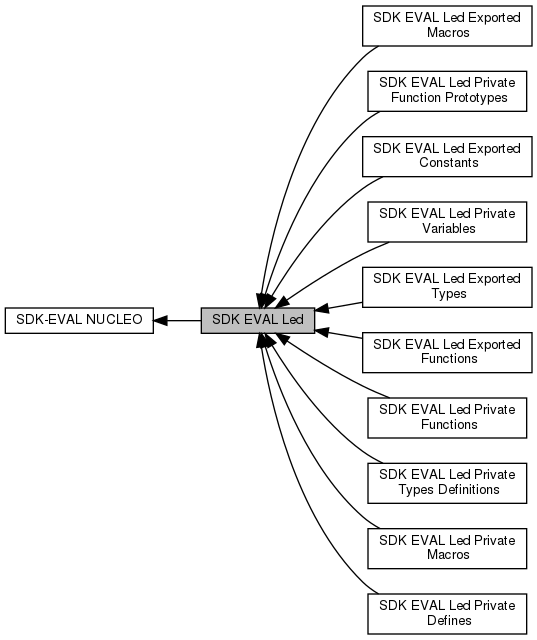 SDK EVAL Led Exported
Macros
SDK EVAL Led Private
Function Prototypes
SDK EVAL Led Exported
Constants
SDK EVAL Led Private
Variables
SDK EVAL Led Exported
Types
SDK-EVAL NUCLEO
SDK EVAL Led
SDK EVAL Led Exported
Functions
SDK EVAL Led Private
Functions
SDK EVAL Led Private
Types Definitions
SDK EVAL Led Private
Macros
SDK EVAL Led Private
Defines